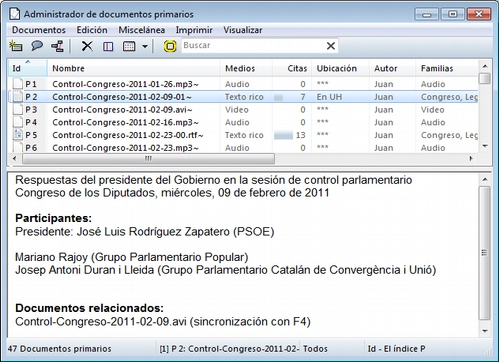 Administrador de documentos primarios
Documentos Edición Miscelánea Imprimir Visualizar
Buscar
Id Nombre Medios Citas Ubicación Autor Familias
P 1 Control-Congreso-2011-01-26.mp3~ Audio 0 *** Juan Audio
P 2 Control-Congreso-2011-02-09-01~ Texto rico 7 En UH Juan Congreso, Leg
P 3 Control-Congreso-2011-02-09.avi~ Video 0 *** Juan Video
P 4 Control-Congreso-2011-02-16.mp3~ Audio 0 *** Juan Audio
P 5 Control-Congreso-2011-02-23-00.rtf~ Texto rico 13 *** Juan Congreso, Leg
P 6 Control-Congreso-2011-02-23.mp3~ Audio 0 *** Juan Audio
Respuestas del presidente del Gobierno en la sesión de control parlamentario
Congreso de los Diputados, miércoles, 09 de febrero de 2011
Participantes:
Presidente: José Luis Rodríguez Zapatero (PSOE)
Mariano Rajoy (Grupo Parlamentario Popular)
Josep Antoni Duran i Lleida (Grupo Parlamentario Catalán de Convergència i Unió)
Documentos relacionados:
Control-Congreso-2011-02-09.avi (sincronización con F4)
47 Documentos primarios [1] P 2: Control-Congreso-2011-02- Todos Id - El índice P